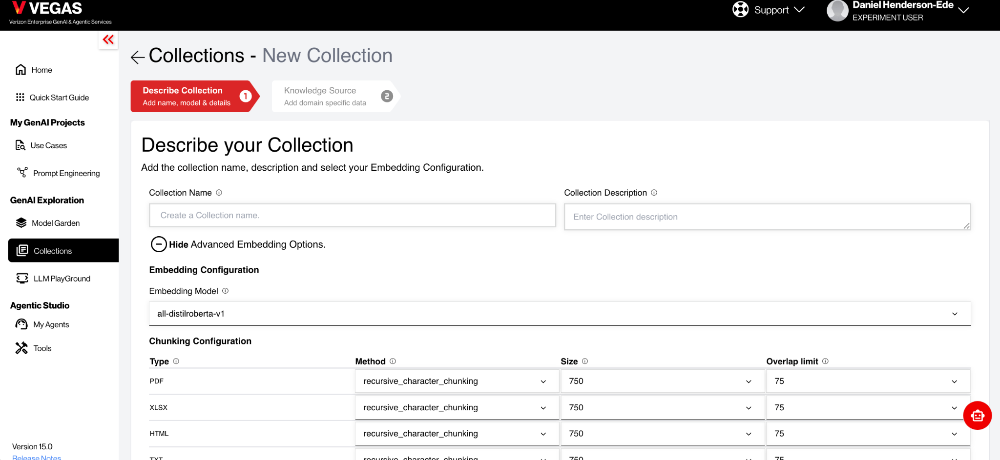 VEGAS
Verizon Enterprise GenAI & Agentic Services
Support
Daniel Henderson-Ede
EXPERIMENT USER
Home
Quick Start Guide
My GenAI Projects
Use Cases
Prompt Engineering
GenAI Exploration
Model Garden
Collections
LLM PlayGround
Agentic Studio
My Agents
Tools
Version 15.0
Release Notes
Collections - New Collection
Describe Collection
Add name, model & details
1
Knowledge Source
Add domain specific data
2
Describe your Collection
Add the collection name, description and select your Embedding Configuration.
Collection Name
Create a Collection name.
Collection Description
Enter Collection description
Hide Advanced Embedding Options.
Embedding Configuration
Embedding Model
all-distilroberta-v1
Chunking Configuration
Type Method Size Overlap limit
PDF recursive_character_chunking 750 75
XLSX recursive_character_chunking 750 75
HTML recursive_character_chunking 750 75
TXT recursive_character_chunking 750 75